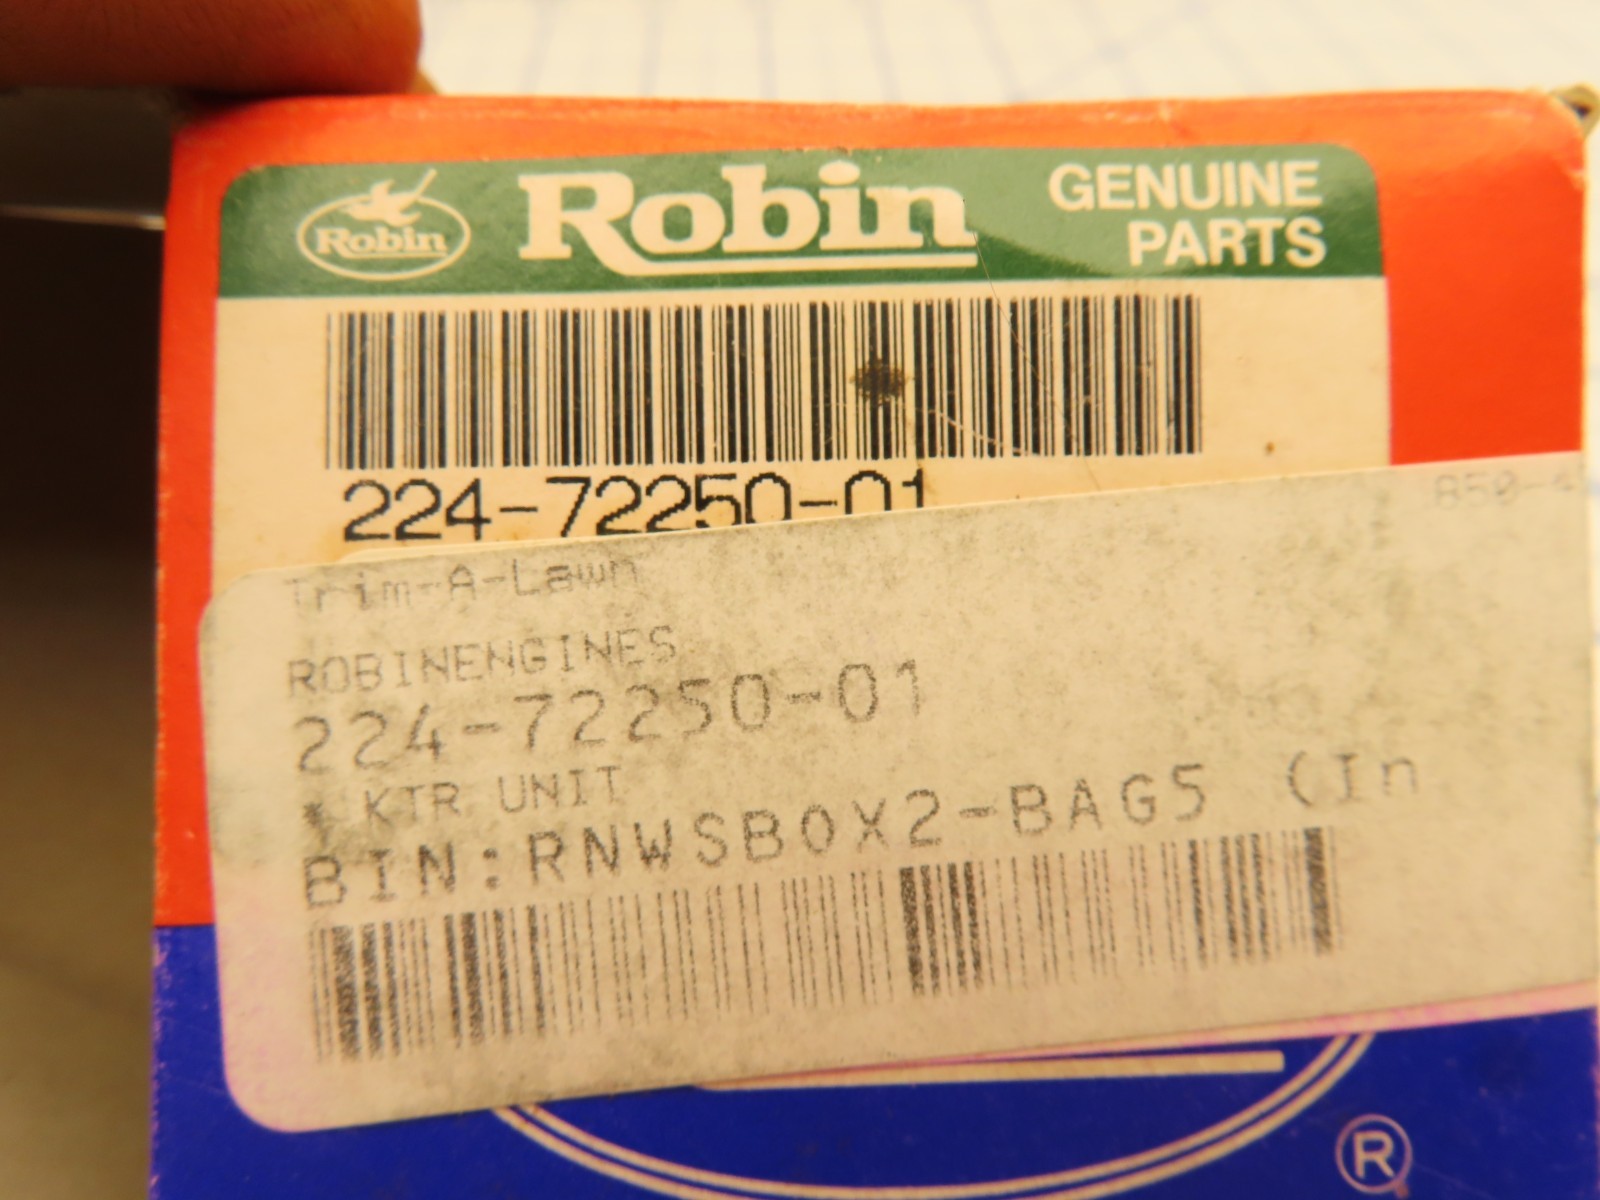 Robin
Robin
GENUINE
PARTS
224-72250-01
850-
Trim-A-Lawn
ROBINENGINES
224-72250-01
* KTR UNIT
BIN:RNWSBOX2-BAG5 (In
®